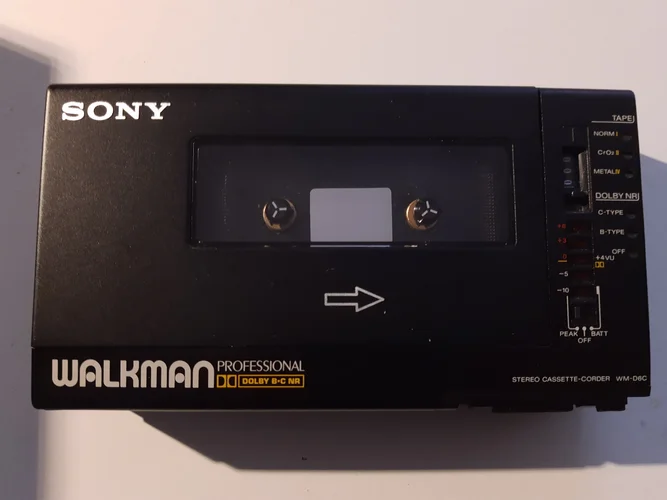 SONY
TAPE
NORM I
CrO2 II
METAL IV
DOLBY NR
C-TYPE
B-TYPE
OFF
+4VU
-5
-10
PEAK
OFF
BATT
WALKMAN PROFESSIONAL
DOLBY B-C NR
STEREO CASSETTE-CORDER WM-D6C